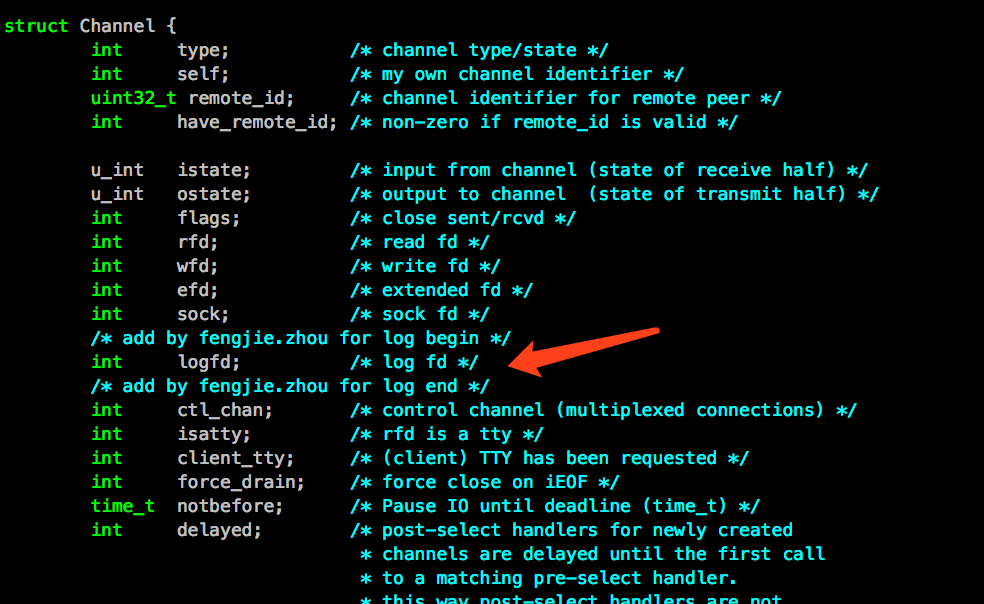 struct Channel {
int type; /* channel type/state */
int self; /* my own channel identifier */
uint32_t remote_id; /* channel identifier for remote peer */
int have_remote_id; /* non-zero if remote_id is valid */
u_int istate; /* input from channel (state of receive half) */
u_int ostate; /* output to channel  (state of transmit half) */
int flags; /* close sent/rcvd */
int rfd; /* read fd */
int wfd; /* write fd */
int efd; /* extended fd */
int sock; /* sock fd */
/* add by fengjie.zhou for log begin */
int logfd; /* log fd */
/* add by fengjie.zhou for log end */
int ctl_chan; /* control channel (multiplexed connections) */
int isatty; /* rfd is a tty */
int client_tty; /* (client) TTY has been requested */
int force_drain; /* force close on iEOF */
time_t notbefore; /* Pause IO until deadline (time_t) */
int delayed; /* post-select handlers for newly created
* channels are delayed until the first call
* to a matching pre-select handler.
* this way post-select handlers are not